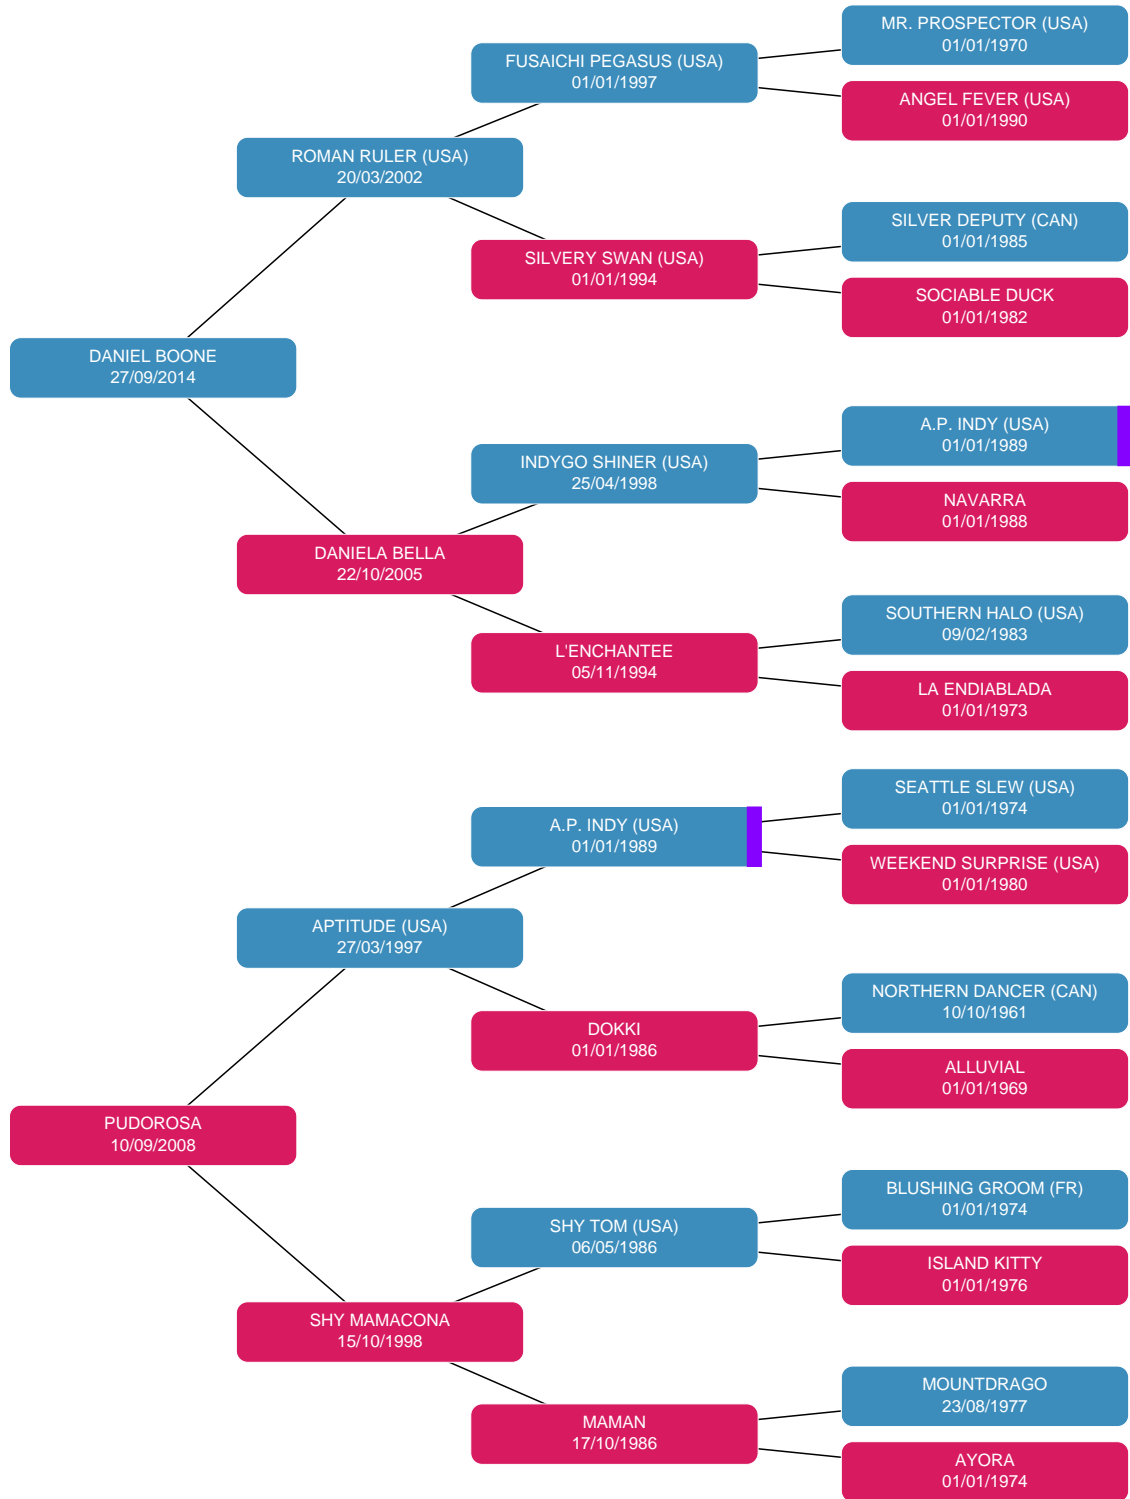 MR. PROSPECTOR (USA)
01/01/1970
FUSAICHI PEGASUS (USA)
01/01/1997
ANGEL FEVER (USA)
01/01/1990
ROMAN RULER (USA)
20/03/2002
SILVER DEPUTY (CAN)
01/01/1985
SILVERY SWAN (USA)
01/01/1994
SOCIABLE DUCK
01/01/1982
DANIEL BOONE
27/09/2014
A.P. INDY (USA)
01/01/1989
INDYGO SHINER (USA)
25/04/1998
NAVARRA
01/01/1988
DANIELA BELLA
22/10/2005
SOUTHERN HALO (USA)
09/02/1983
L'ENCHANTEE
05/11/1994
LA ENDIABLADA
01/01/1973
SEATTLE SLEW (USA)
01/01/1974
A.P. INDY (USA)
01/01/1989
WEEKEND SURPRISE (USA)
01/01/1980
APTITUDE (USA)
27/03/1997
NORTHERN DANCER (CAN)
10/10/1961
DOKKI
01/01/1986
ALLUVIAL
01/01/1969
PUDOROSA
10/09/2008
BLUSHING GROOM (FR)
01/01/1974
SHY TOM (USA)
06/05/1986
ISLAND KITTY
01/01/1976
SHY MAMACONA
15/10/1998
MOUNTDRAGO
23/08/1977
MAMAN
17/10/1986
AYORA
01/01/1974